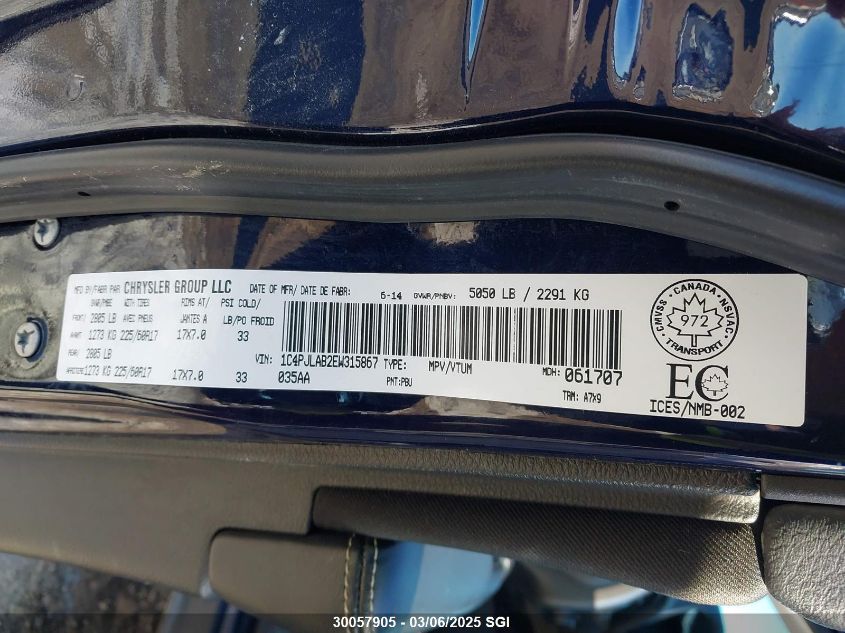 MFD BY/FABR PAR CHRYSLER GROUP LLC DATE OF MFR/ DATE DE FABR: 6-14 GVWR/PNBV: 5050 LB / 2291 KG
GAWR/PNBE WITH TIRES RIMS AT/ PSI COLD/
FRONT/ 2805 LB AVEC PNEUS JANTES A LB/PO FROID
AVANT 1273 KG 225/60R17 17X7.0 33
REAR/ 2805 LB
ARRIERE 1273 KG 225/60R17 17X7.0 33
VIN: 1C4PJLAB2EW315867 TYPE: MPV/VTUM MDH: 061707
035AA PNT: PBU TRM: A7X9
CMVSS - CANADA - NSVAC
972
TRANSPORT
EC
ICES/NMB-002
30057905 - 03/06/2025 SGI